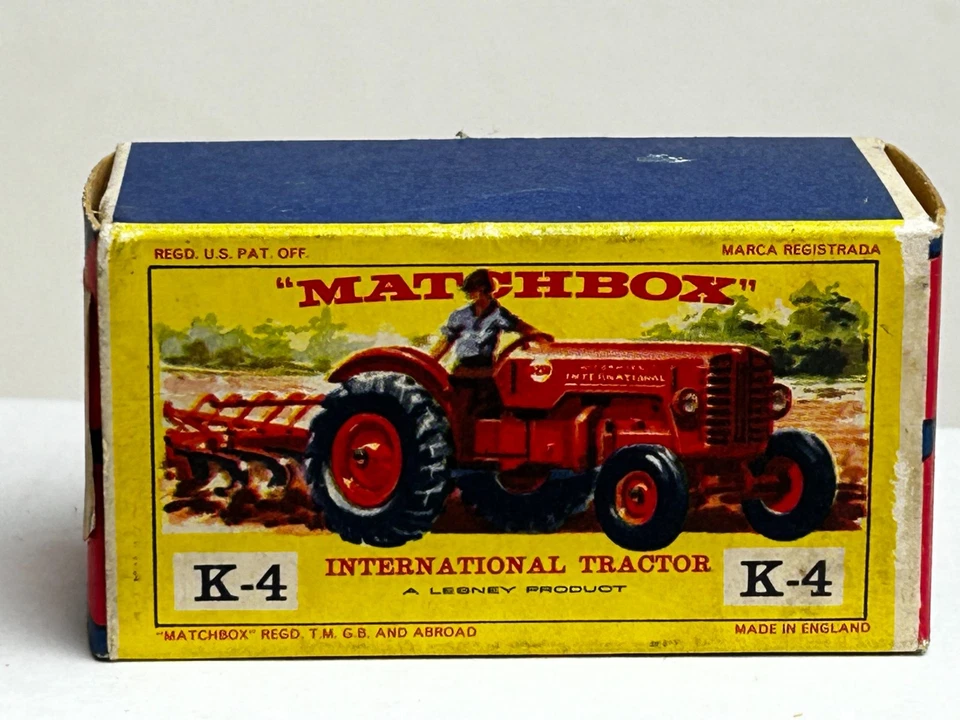 REGD. U.S. PAT. OFF.
MARCA REGISTRADA
"MATCHBOX"
INTERNATIONAL
K-4
INTERNATIONAL TRACTOR
K-4
A LESNEY PRODUCT
"MATCHBOX" REGD. T.M. G.B. AND ABROAD
MADE IN ENGLAND